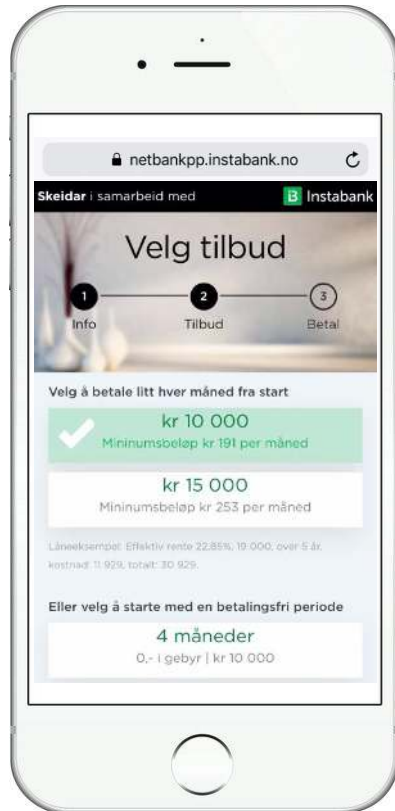 netbankpp.instabank.no
Skeidar i samarbeid med
Instabank
Velg tilbud
1
2
3
Info
Tilbud
Betal
Velg å betale litt hver måned fra start
kr 10 000
Mininumsbeløp kr 191 per måned
kr 15 000
Mininumsbeløp kr 253 per måned
Låneeksempel: Effektiv rente 22,85%, 19 000, over 5 år,
kostnad: 11 929, totalt: 30 929.
Eller velg å starte med en betalingsfri periode
4 måneder
0,- i gebyr | kr 10 000